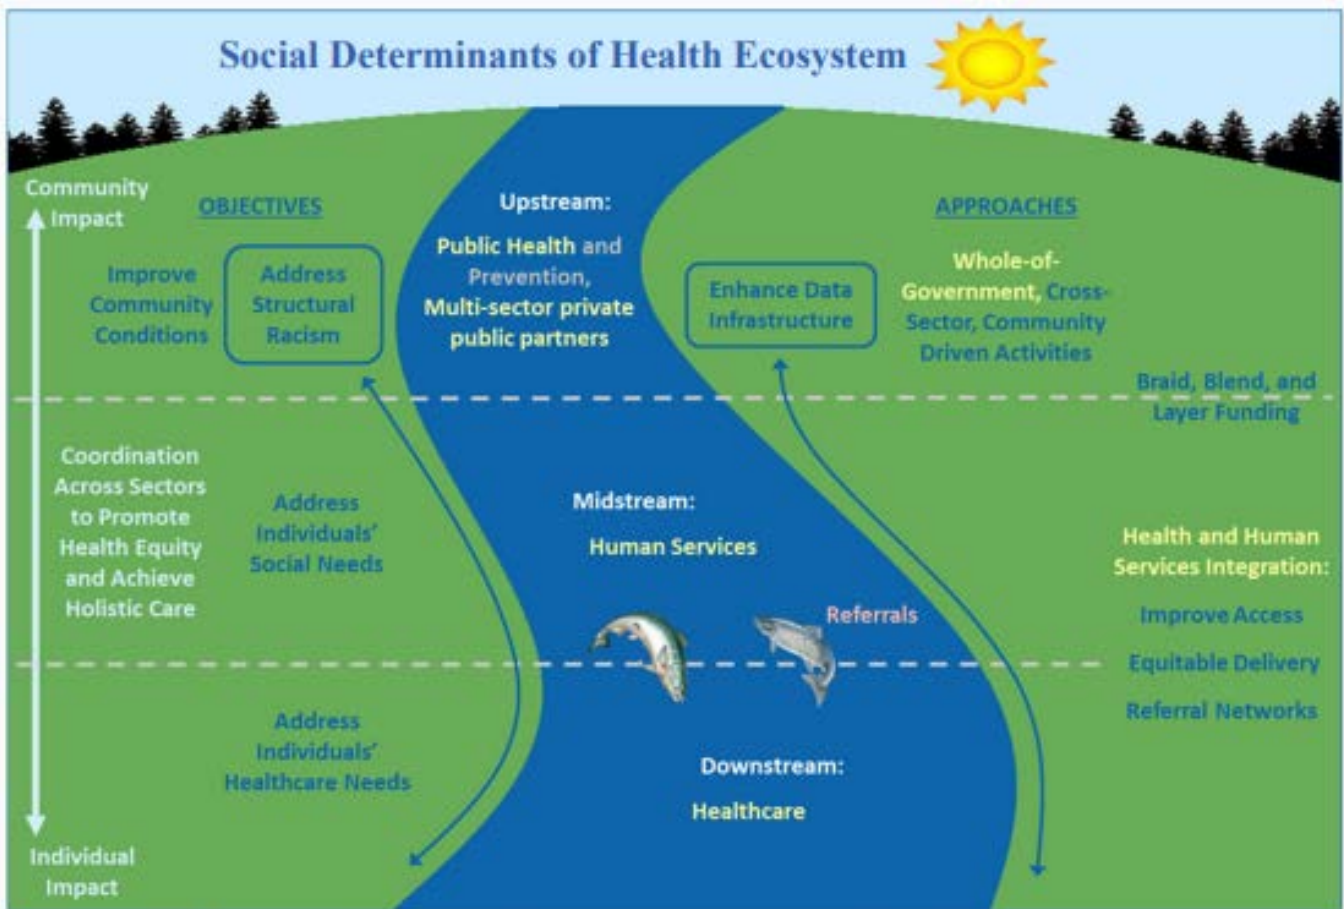 Social Determinants of Health Ecosystem
Community
Impact
OBJECTIVES
Improve
Community
Conditions
Address
Structural
Racism
Upstream:
Public Health and
Prevention,
Multi-sector private
public partners
APPROACHES
Enhance Data
Infrastructure
Whole-of-
Government, Cross-
Sector, Community
Driven Activities
Braid, Blend, and
Layer Funding
Coordination
Across Sectors
to Promote
Health Equity
and Achieve
Holistic Care
Address
Individuals'
Social Needs
Midstream:
Human Services
Referrals
Health and Human
Services Integration:
Improve Access
Equitable Delivery
Referral Networks
Address
Individuals'
Healthcare Needs
Downstream:
Healthcare
Individual
Impact